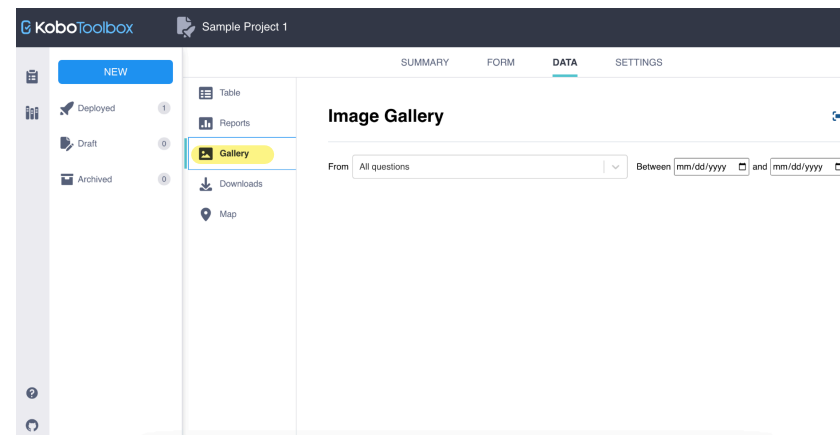 KoboToolbox
Sample Project 1
SUMMARY FORM DATA SETTINGS
NEW
Deployed 1
Draft 0
Archived 0
Table
Reports
Gallery
Downloads
Map
Image Gallery
From All questions Between mm/dd/yyyy and mm/dd/yyyy